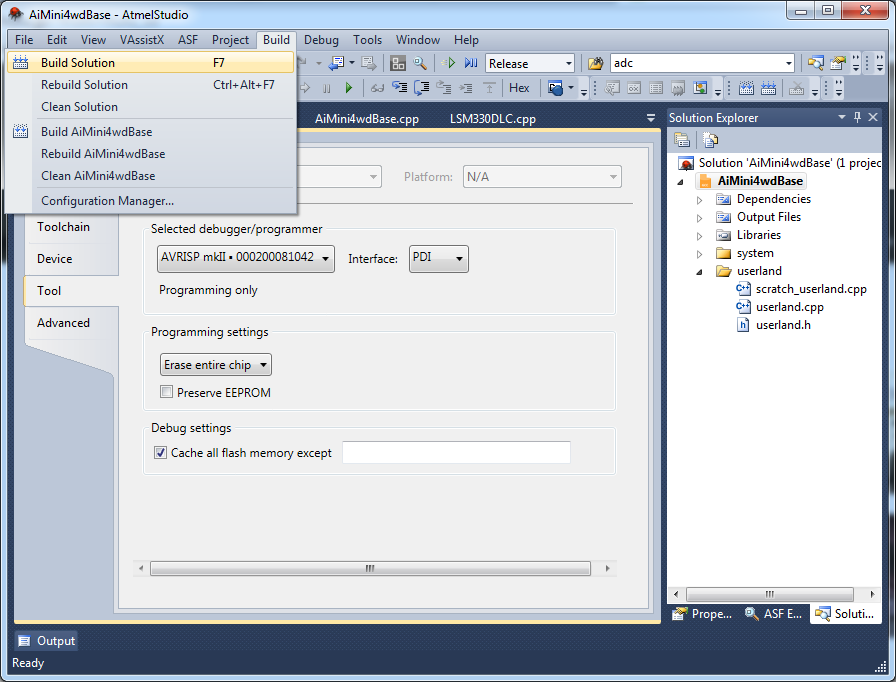 AiMini4wdBase - AtmelStudio
File Edit View VAssistX ASF Project Build Debug Tools Window Help
Build Solution F7
Rebuild Solution Ctrl+Alt+F7
Clean Solution
Build AiMini4wdBase
Rebuild AiMini4wdBase
Clean AiMini4wdBase
Configuration Manager...
Release
adc
Hex
AiMini4wdBase.cpp LSM330DLC.cpp
Platform: N/A
Toolchain
Device
Tool
Advanced
Selected debugger/programmer
AVRISP mkII • 000200081042 Interface: PDI
Programming only
Programming settings
Erase entire chip
Preserve EEPROM
Debug settings
Cache all flash memory except
Solution Explorer
Solution 'AiMini4wdBase' (1 projec
AiMini4wdBase
Dependencies
Output Files
Libraries
system
userland
scratch_userland.cpp
userland.cpp
userland.h
Prope... ASF E... Soluti...
Output
Ready